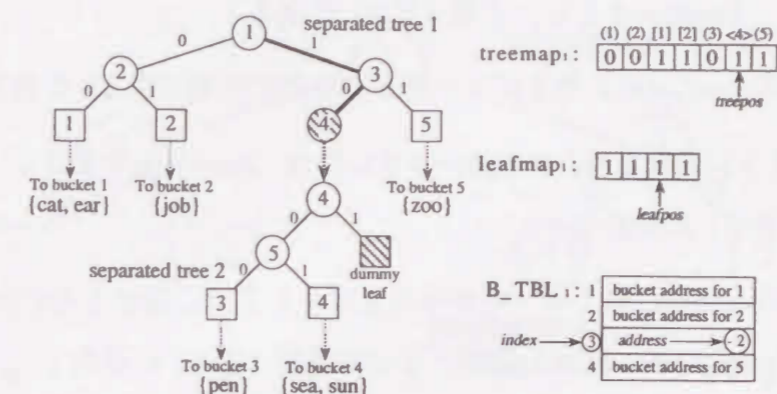 separated tree 1
1
0
1
2
3
0
1
0
1
1
2
4
5
To bucket 1
{cat, ear}
To bucket 2
{job}
To bucket 5
{zoo}
4
0
1
separated tree 2
5
dummy
leaf
0
1
3
4
To bucket 3
{pen}
To bucket 4
{sea, sun}
(1) (2) [1] [2] (3) <4> (5)
treemap₁: 0 0 1 1 0 1 1
treepos
leafmap₁: 1 1 1 1
leafpos
B_TBL ₁: 1 bucket address for 1
2 bucket address for 2
index 3 address - 2
4 bucket address for 5